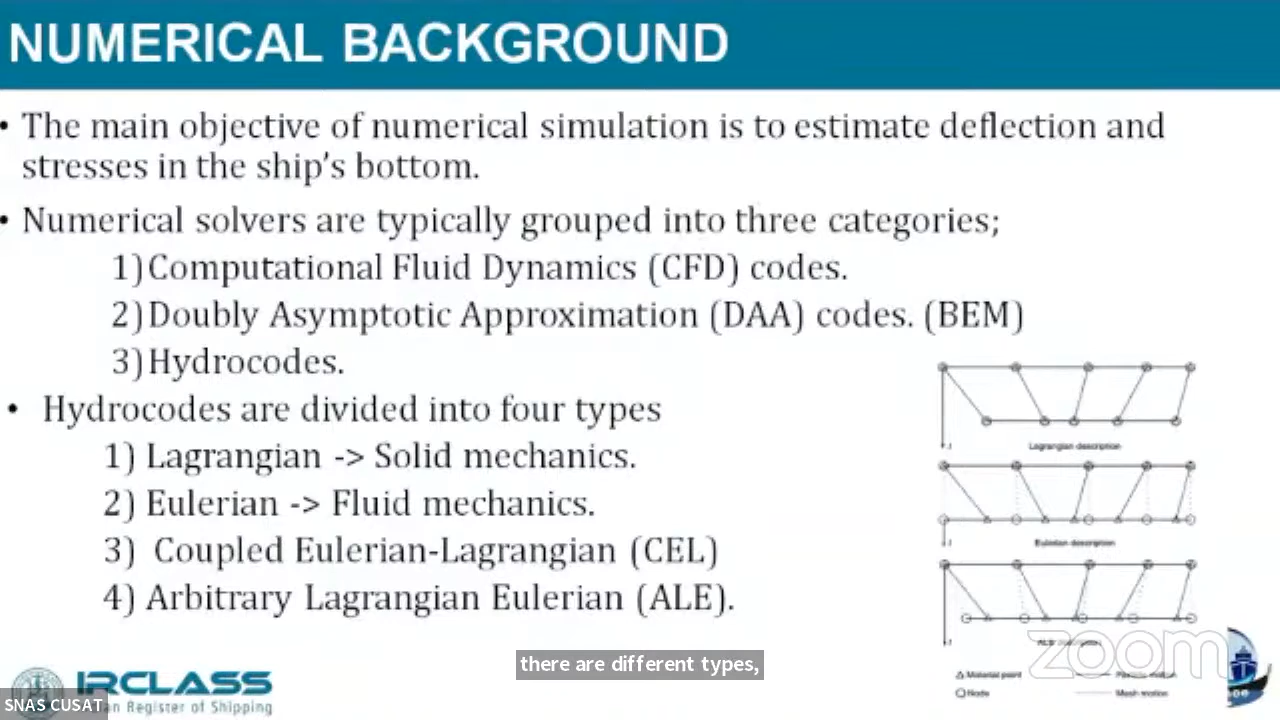 NUMERICAL BACKGROUND
• The main objective of numerical simulation is to estimate deflection and
stresses in the ship's bottom.
• Numerical solvers are typically grouped into three categories;
1) Computational Fluid Dynamics (CFD) codes.
2) Doubly Asymptotic Approximation (DAA) codes. (BEM)
3) Hydrocodes.
• Hydrocodes are divided into four types
1) Lagrangian -> Solid mechanics.
2) Eulerian -> Fluid mechanics.
3) Coupled Eulerian-Lagrangian (CEL)
4) Arbitrary Lagrangian Eulerian (ALE).
t
Lagrangian description
t
Eulerian description
t
zoom
Material point
Node
Mesh motion
there are different types,
IRCLASS
an Register of Shipping
SNAS CUSAT